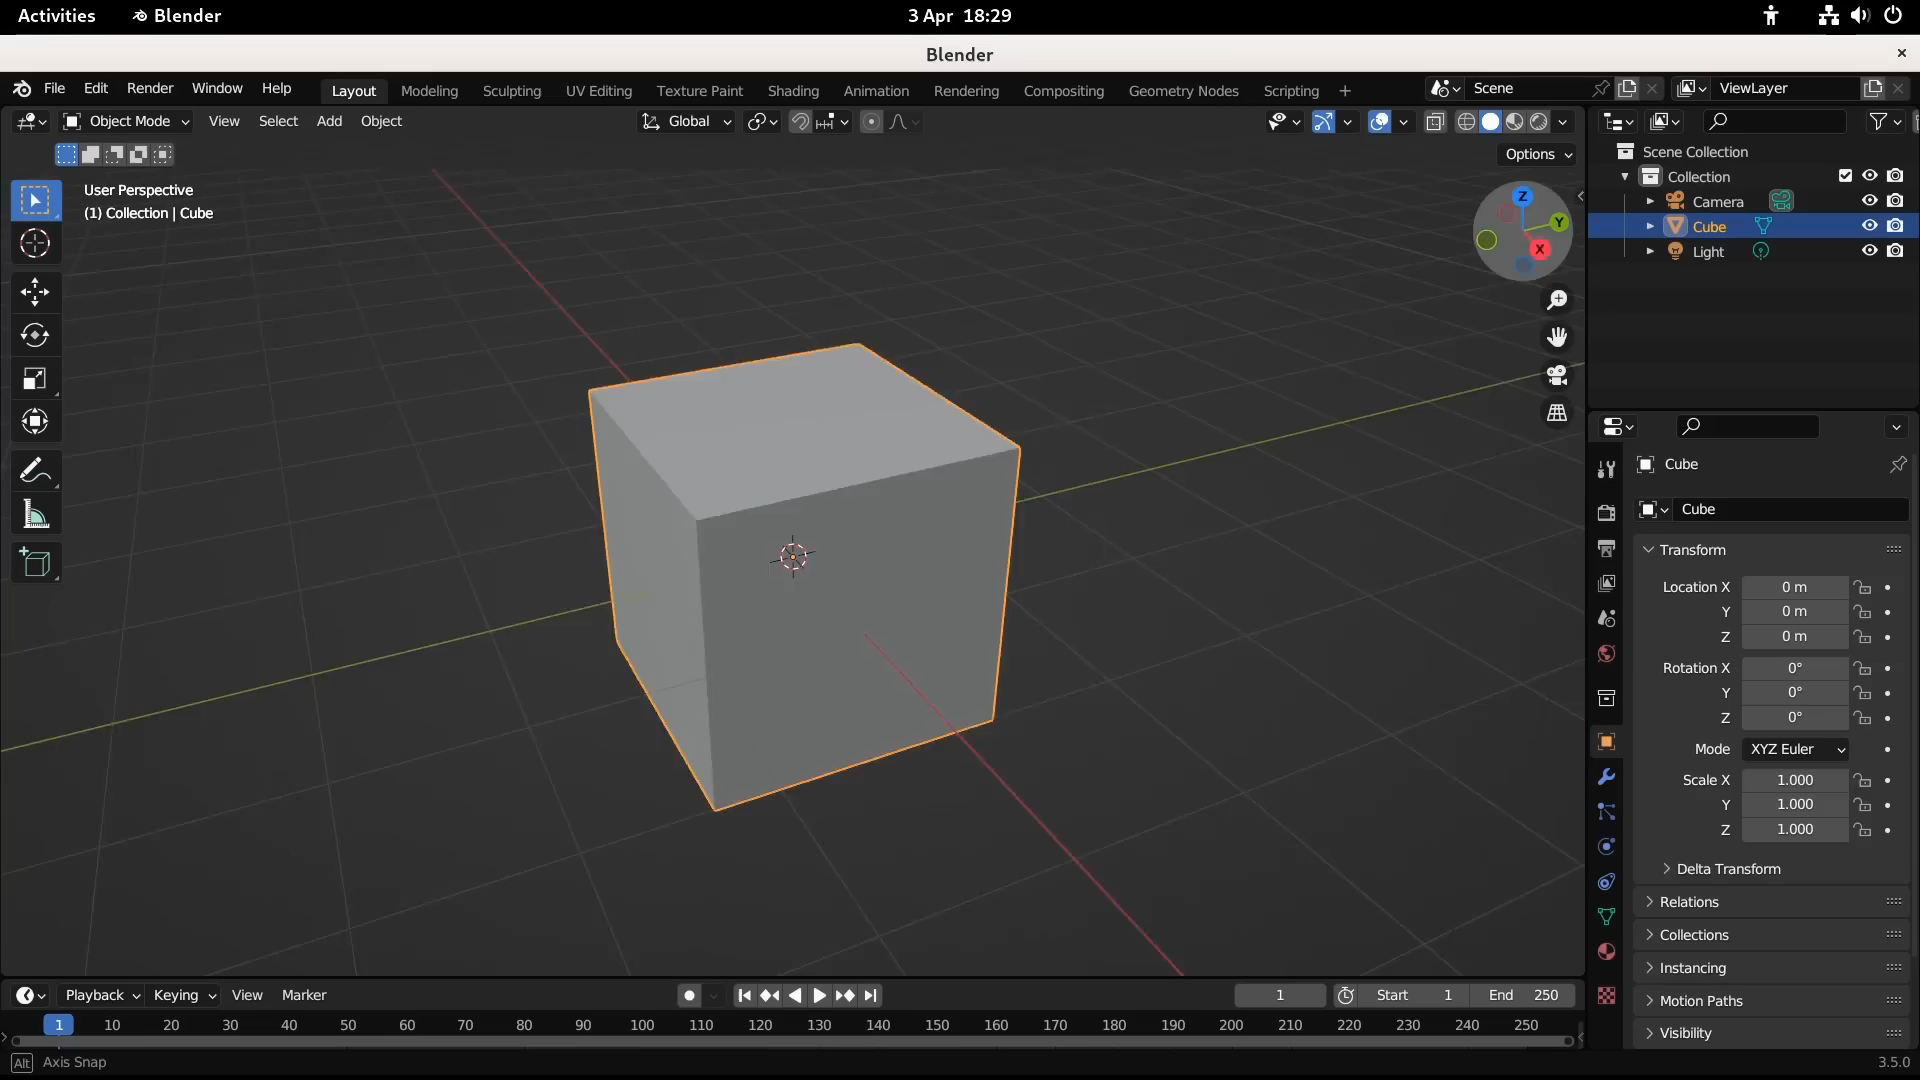 Activities Blender 3 Apr 18:29
Blender
File Edit Render Window Help Layout Modeling Sculpting UV Editing Texture Paint Shading Animation Rendering Compositing Geometry Nodes Scripting + Scene ViewLayer
Object Mode View Select Add Object Global
Options
User Perspective
(1) Collection | Cube
Z
Y
X
Scene Collection
Collection
Camera
Cube
Light
Cube
Cube
Transform
Location X 0 m
Y 0 m
Z 0 m
Rotation X 0°
Y 0°
Z 0°
Mode XYZ Euler
Scale X 1.000
Y 1.000
Z 1.000
Delta Transform
Relations
Collections
Instancing
Motion Paths
Visibility
Playback Keying View Marker 1 Start 1 End 250
1 10 20 30 40 50 60 70 80 90 100 110 120 130 140 150 160 170 180 190 200 210 220 230 240 250
Alt Axis Snap 3.5.0